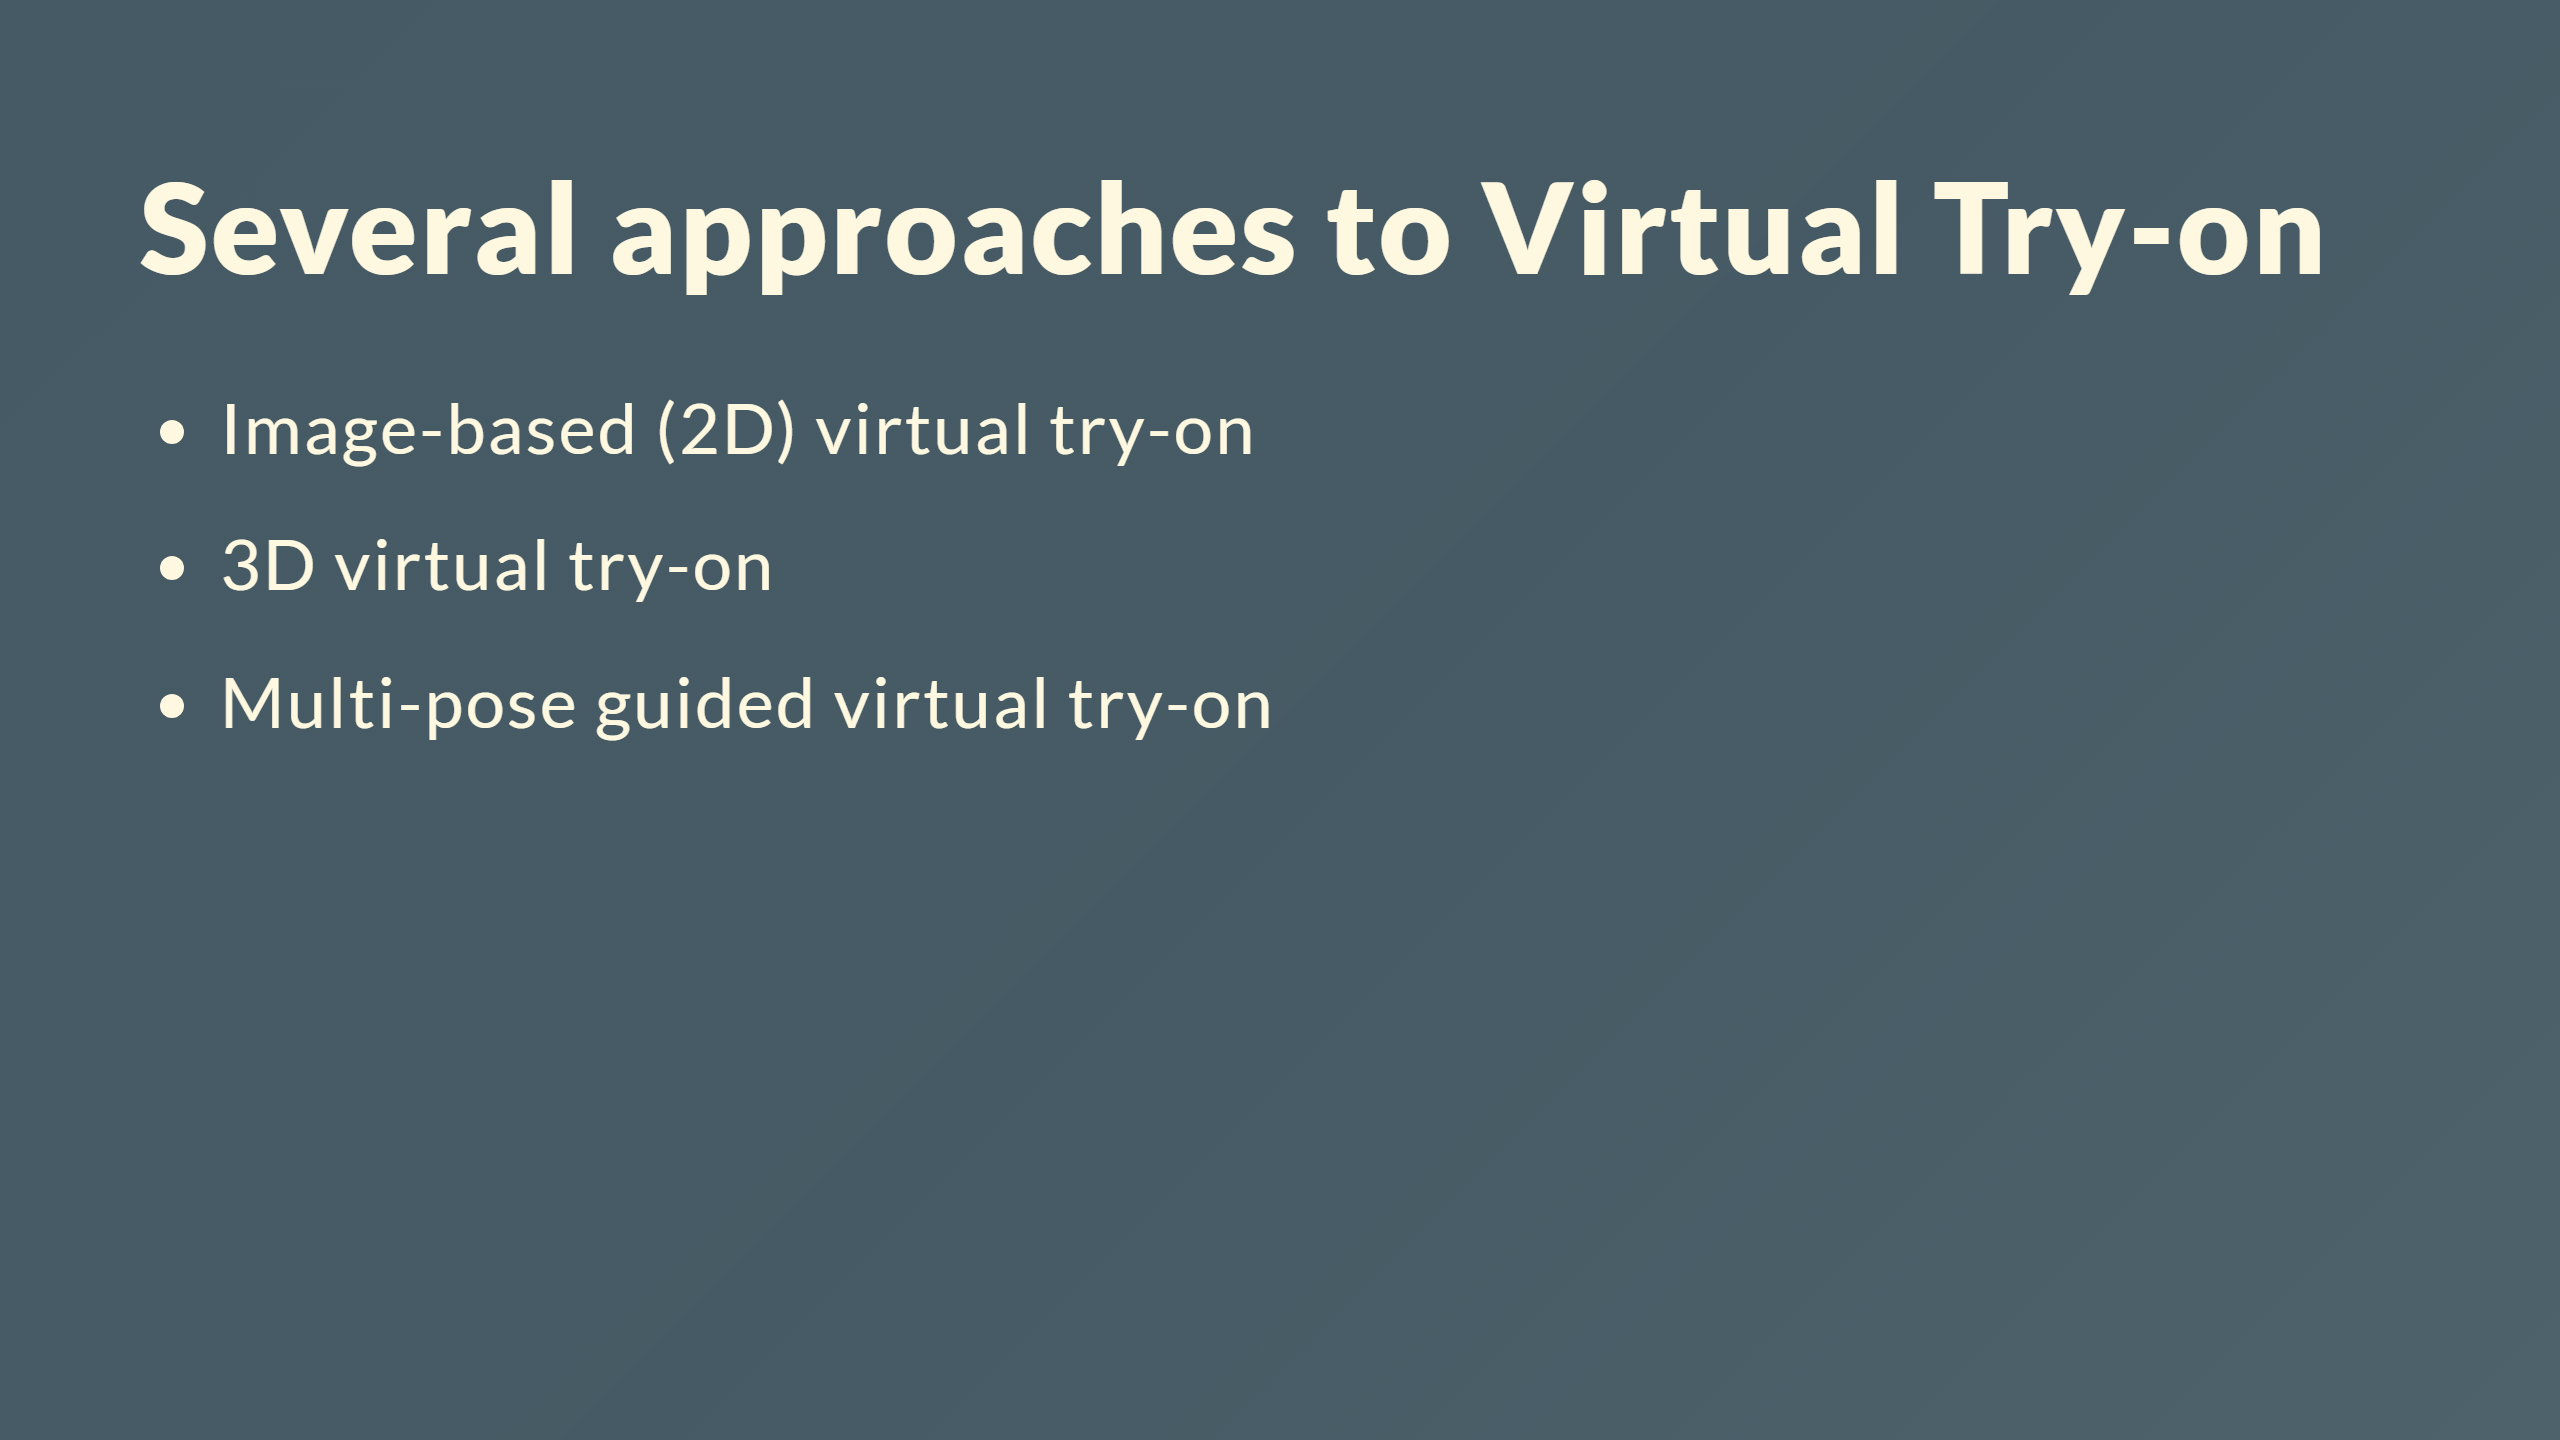 Several approaches to Virtual Try-on
• Image-based (2D) virtual try-on
• 3D virtual try-on
• Multi-pose guided virtual try-on